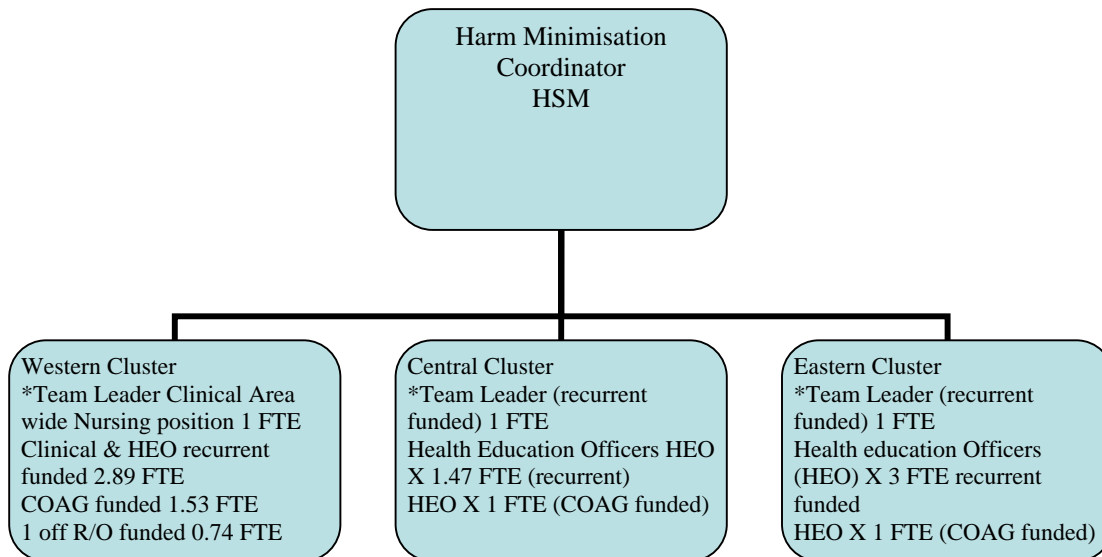 Harm Minimisation
Coordinator
HSM
Western Cluster
*Team Leader Clinical Area
wide Nursing position 1 FTE
Clinical & HEO recurrent
funded 2.89 FTE
COAG funded 1.53 FTE
1 off R/O funded 0.74 FTE
Central Cluster
*Team Leader (recurrent
funded) 1 FTE
Health Education Officers HEO
X 1.47 FTE (recurrent)
HEO X 1 FTE (COAG funded)
Eastern Cluster
*Team Leader (recurrent
funded) 1 FTE
Health education Officers
(HEO) X 3 FTE recurrent
funded
HEO X 1 FTE (COAG funded)